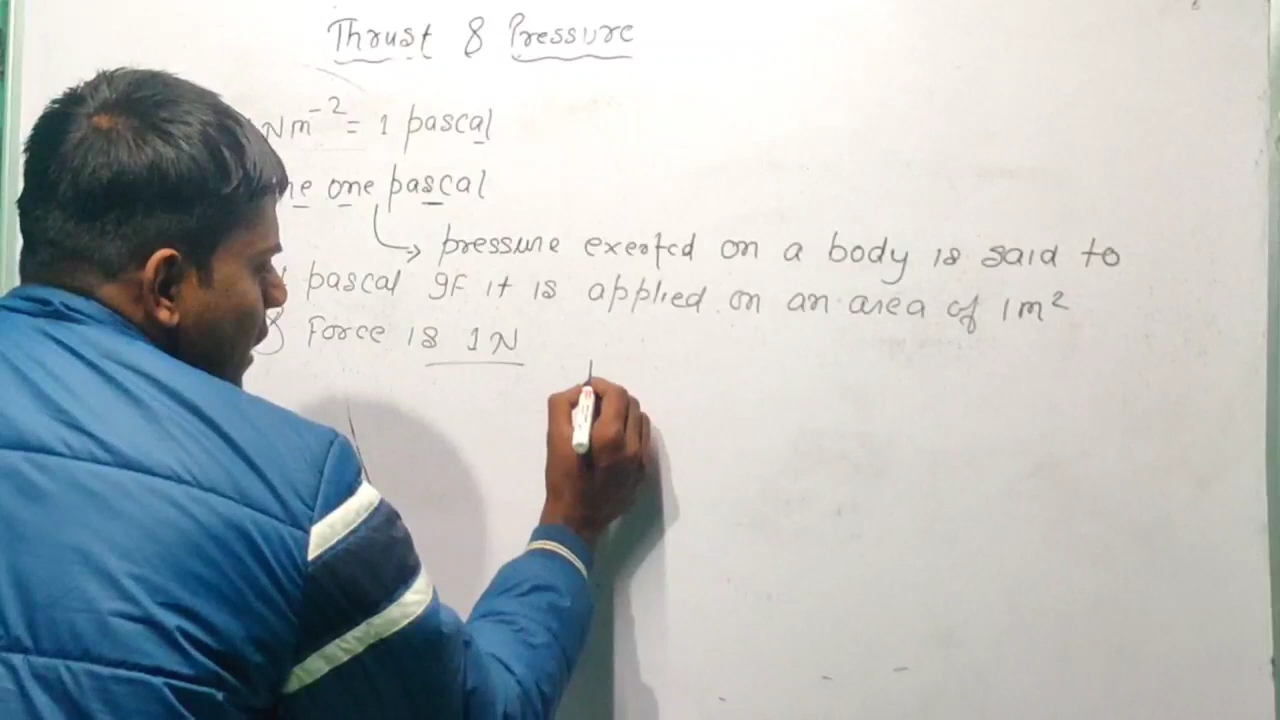 Thrust & Pressure
Nm⁻² = 1 pascal
one pascal
pressure exerted on a body is said to
pascal if it is applied on an area of 1m²
& Force is 1N